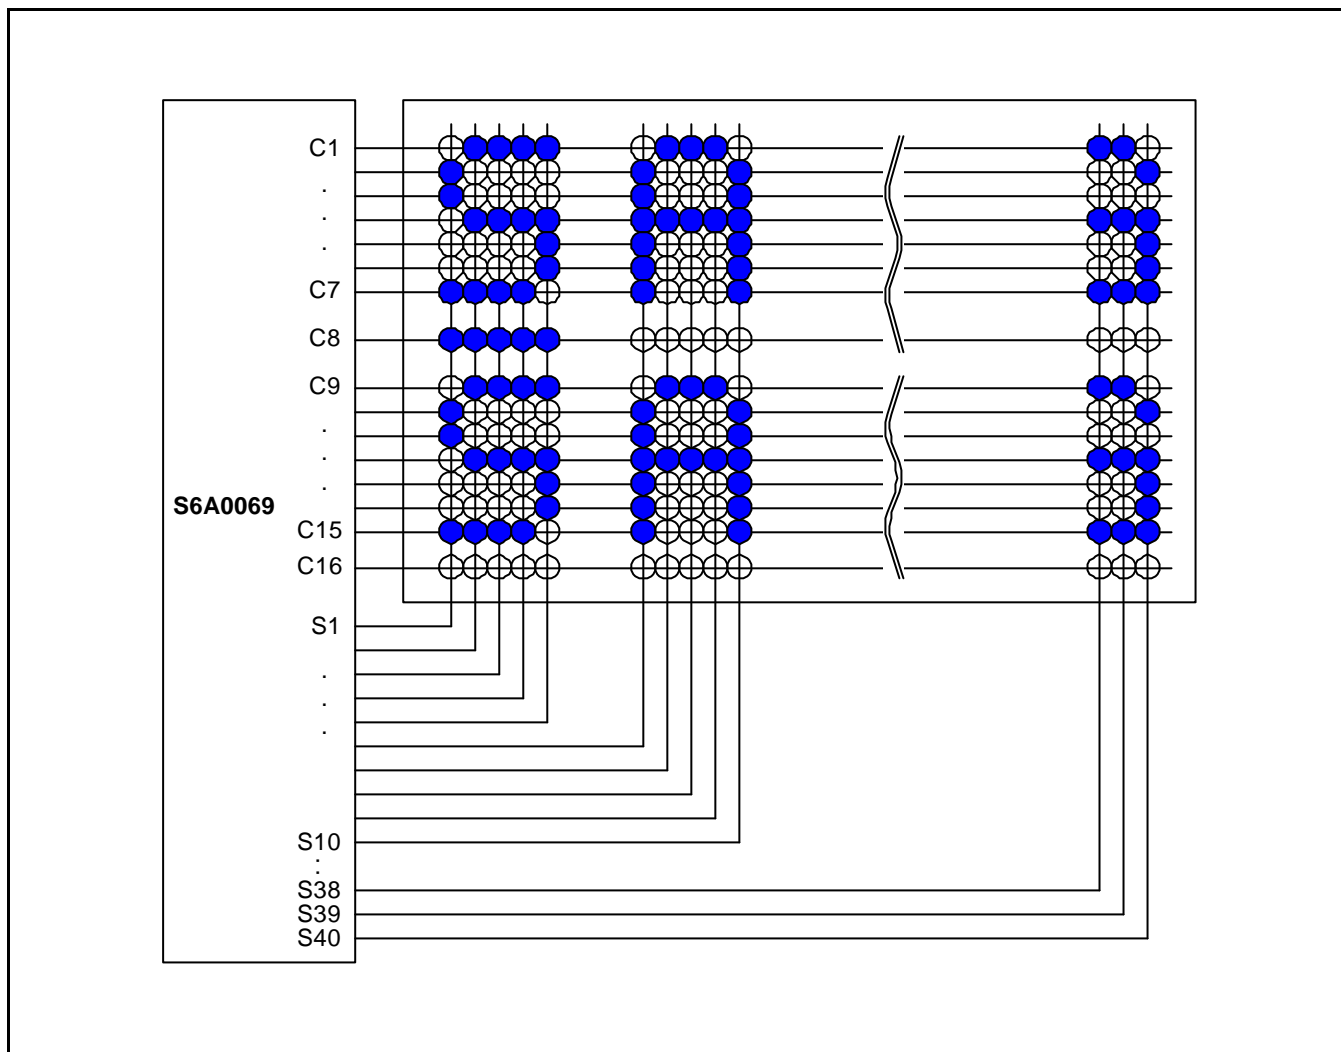 C1
.
.
.
C7
C8
C9
.
.
.
S6A0069
C15
C16
S1
.
.
.
S10
:
S38
S39
S40